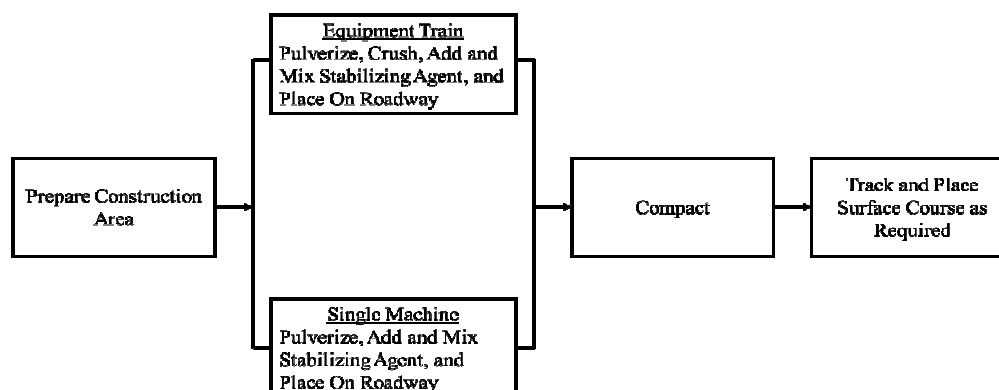 Prepare Construction
Area
Equipment Train
Pulverize, Crush, Add and
Mix Stabilizing Agent, and
Place On Roadway
Single Machine
Pulverize, Add and Mix
Stabilizing Agent, and
Place On Roadway
Compact
Track and Place
Surface Course as
Required